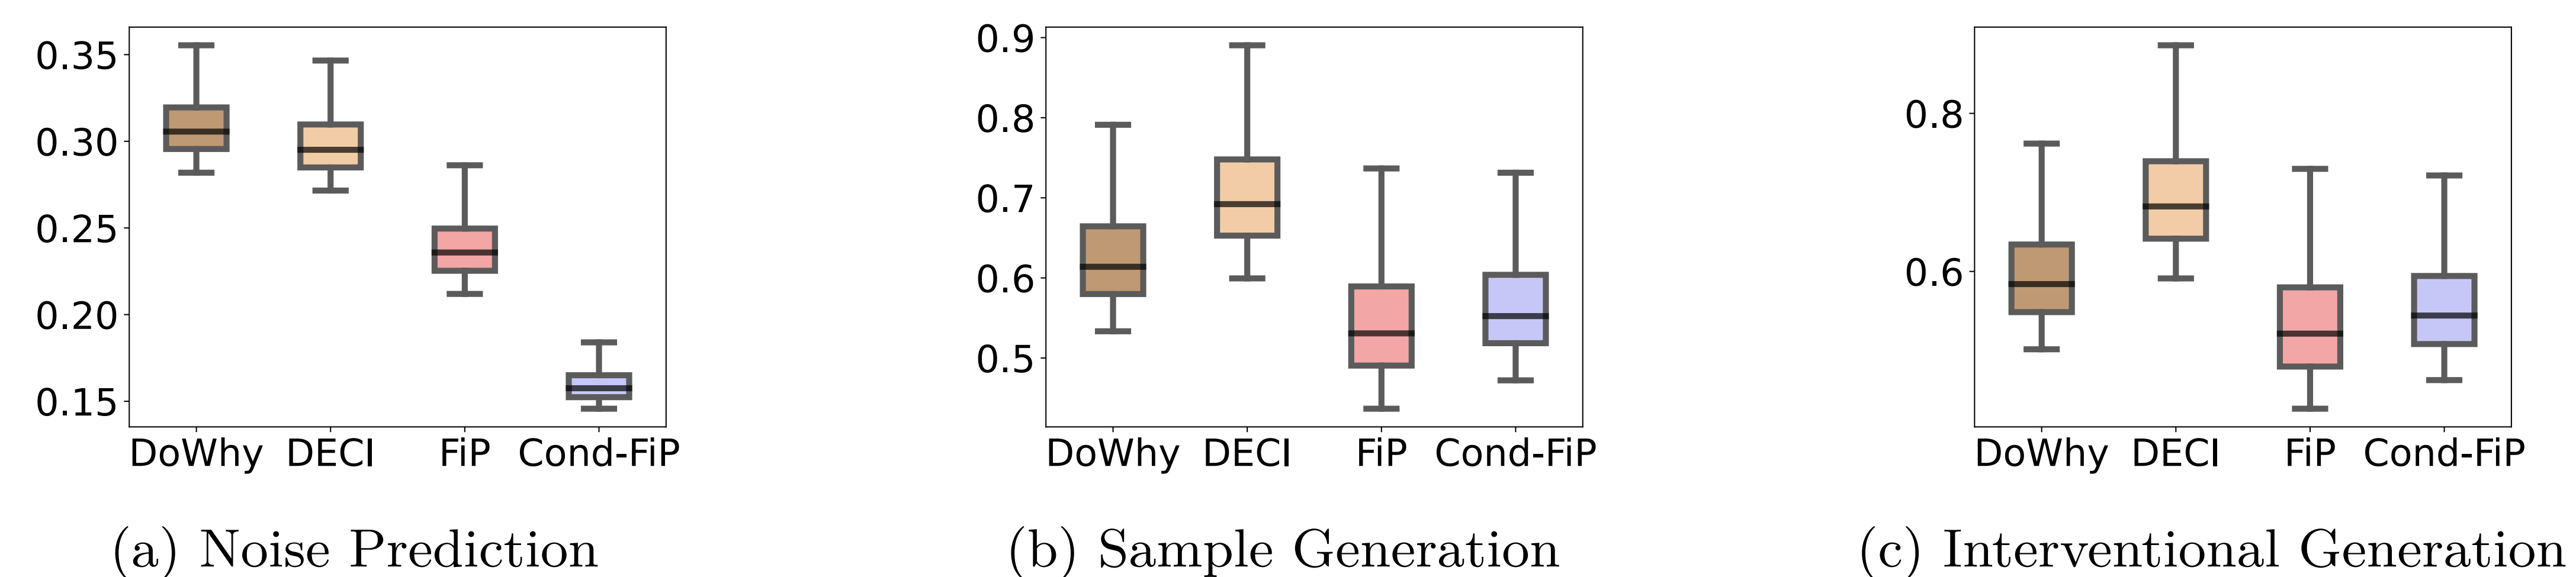 0.35
0.30
0.25
0.20
0.15
DoWhy DECI FiP Cond-FiP
(a) Noise Prediction
0.9
0.8
0.7
0.6
0.5
DoWhy DECI FiP Cond-FiP
(b) Sample Generation
0.8
0.6
DoWhy DECI FiP Cond-FiP
(c) Interventional Generation